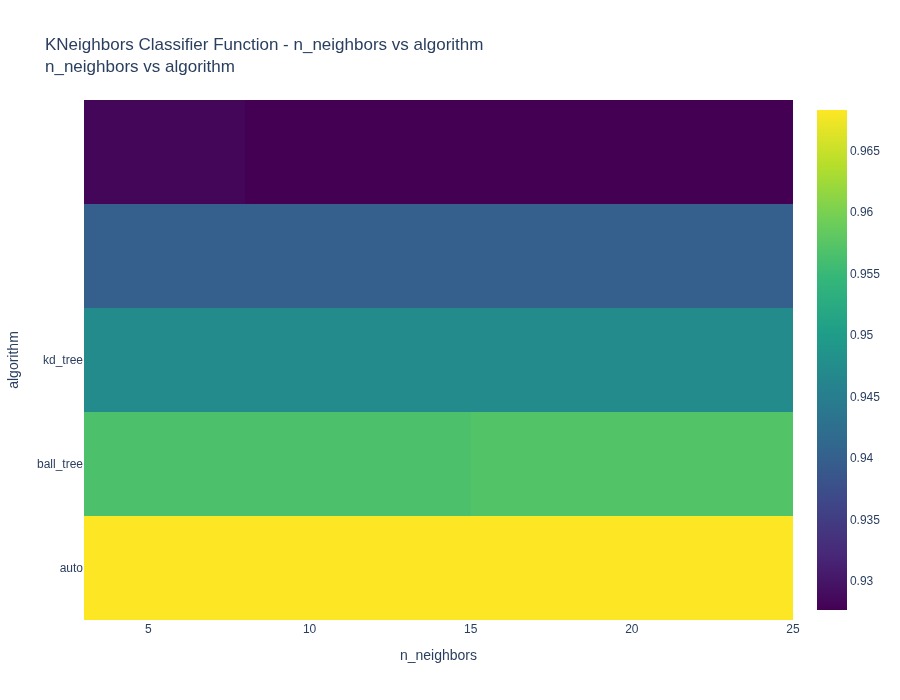 KNeighbors Classifier Function - n_neighbors vs algorithm
n_neighbors vs algorithm
algorithm
kd_tree
ball_tree
auto
5
10
15
20
25
n_neighbors
0.965
0.96
0.955
0.95
0.945
0.94
0.935
0.93